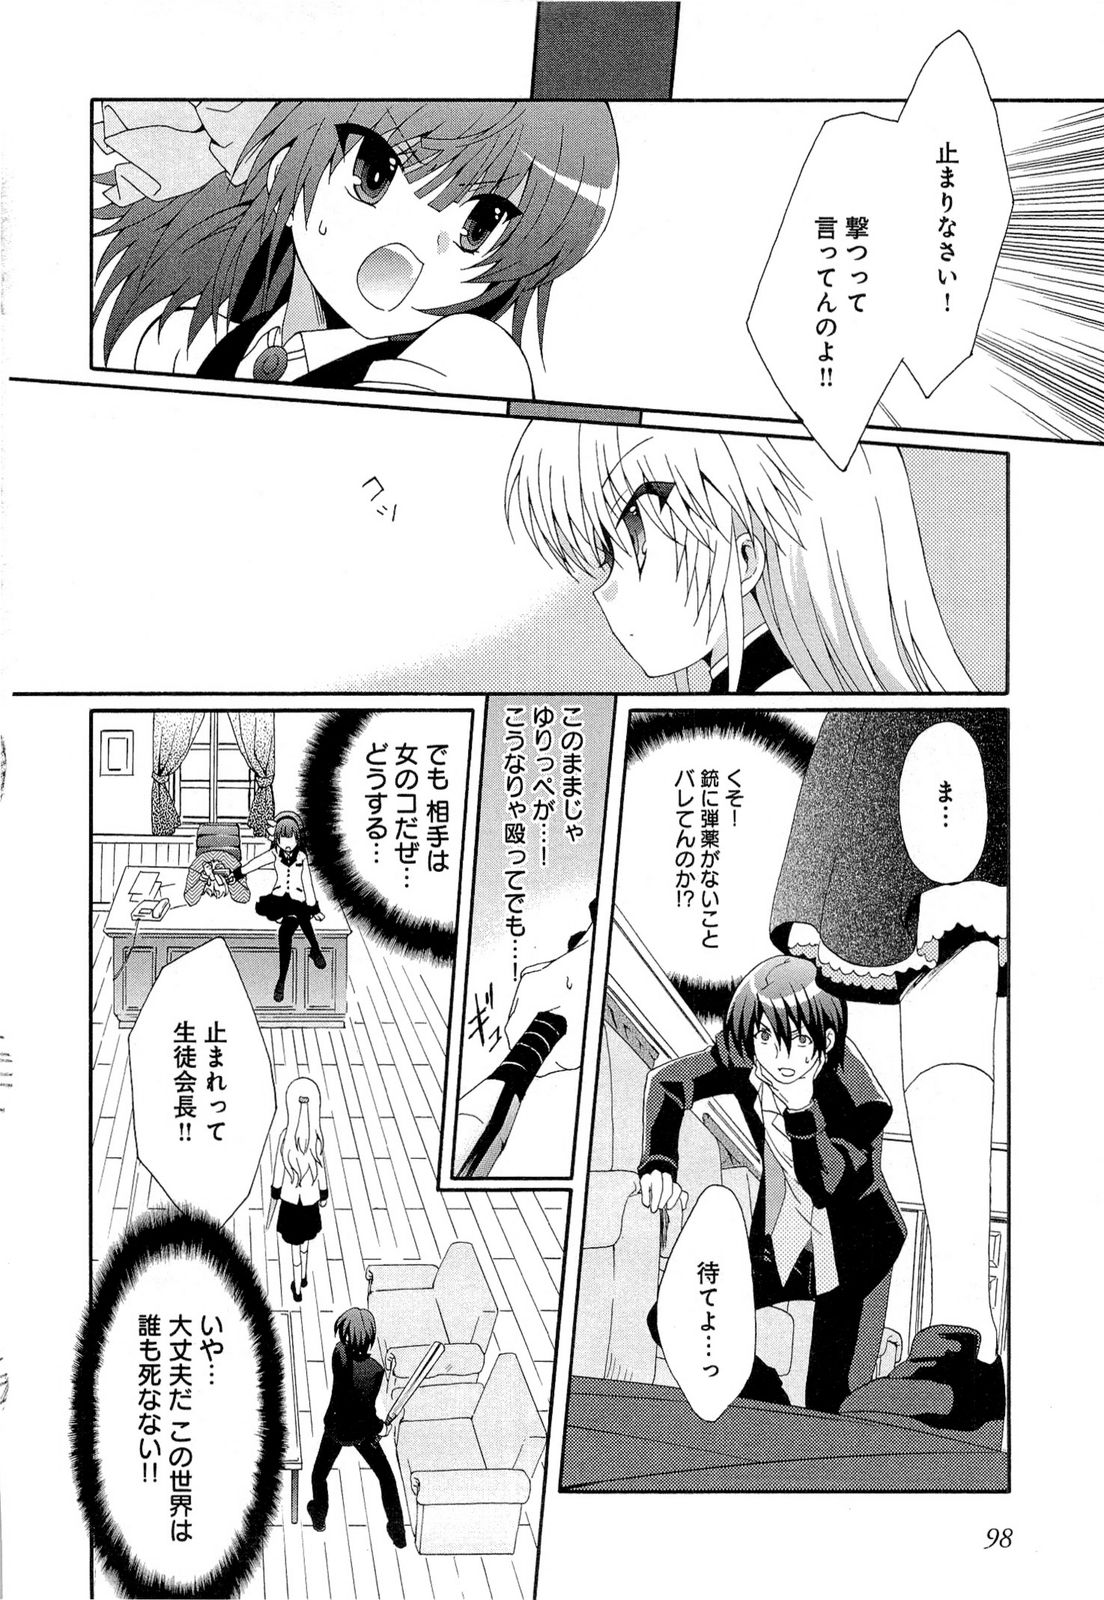 止まりなさい!
撃つって
言ってんのよ!!
クッ
ま…
くそ!
銃に弾薬がないこと
バレてんのか!?
待てよ…っ
このままじゃ
ゆりっぺが…!
こうなりゃ殴ってでも…!
ギュ
でも 相手は
女のコだぜ…
どうする…
止まれって
生徒会長!!
いや…
大丈夫だ この世界は
誰も死なない!!
98